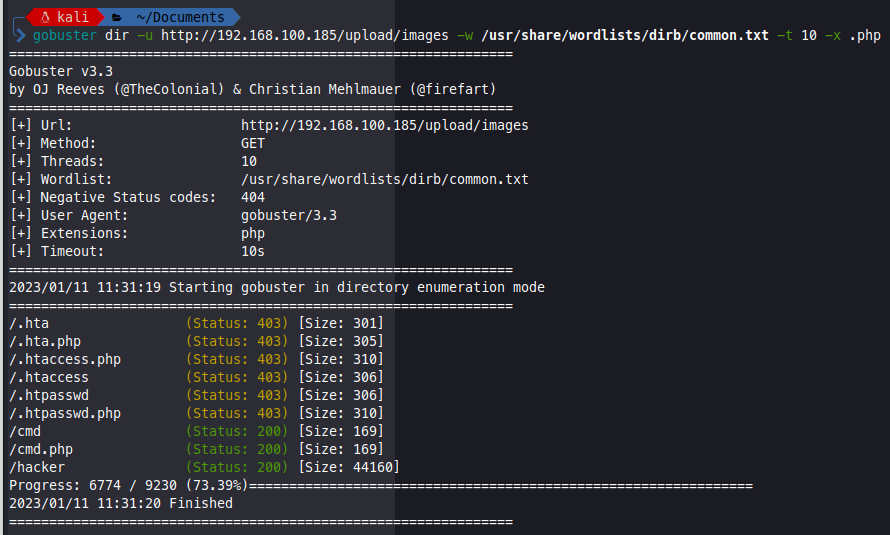 kali ~/Documents
gobuster dir -u http://192.168.100.185/upload/images -w /usr/share/wordlists/dirb/common.txt -t 10 -x .php
===============================================================
Gobuster v3.3
by OJ Reeves (@TheColonial) & Christian Mehlmauer (@firefart)
===============================================================
[+] Url:                     http://192.168.100.185/upload/images
[+] Method:                  GET
[+] Threads:                 10
[+] Wordlist:                /usr/share/wordlists/dirb/common.txt
[+] Negative Status codes:   404
[+] User Agent:              gobuster/3.3
[+] Extensions:              php
[+] Timeout:                 10s
===============================================================
2023/01/11 11:31:19 Starting gobuster in directory enumeration mode
===============================================================
/.hta                 (Status: 403) [Size: 301]
/.hta.php             (Status: 403) [Size: 305]
/.htaccess.php        (Status: 403) [Size: 310]
/.htaccess            (Status: 403) [Size: 306]
/.htpasswd            (Status: 403) [Size: 306]
/.htpasswd.php        (Status: 403) [Size: 310]
/cmd                  (Status: 200) [Size: 169]
/cmd.php              (Status: 200) [Size: 169]
/hacker               (Status: 200) [Size: 44160]
Progress: 6774 / 9230 (73.39%)===============================================================
2023/01/11 11:31:20 Finished
===============================================================